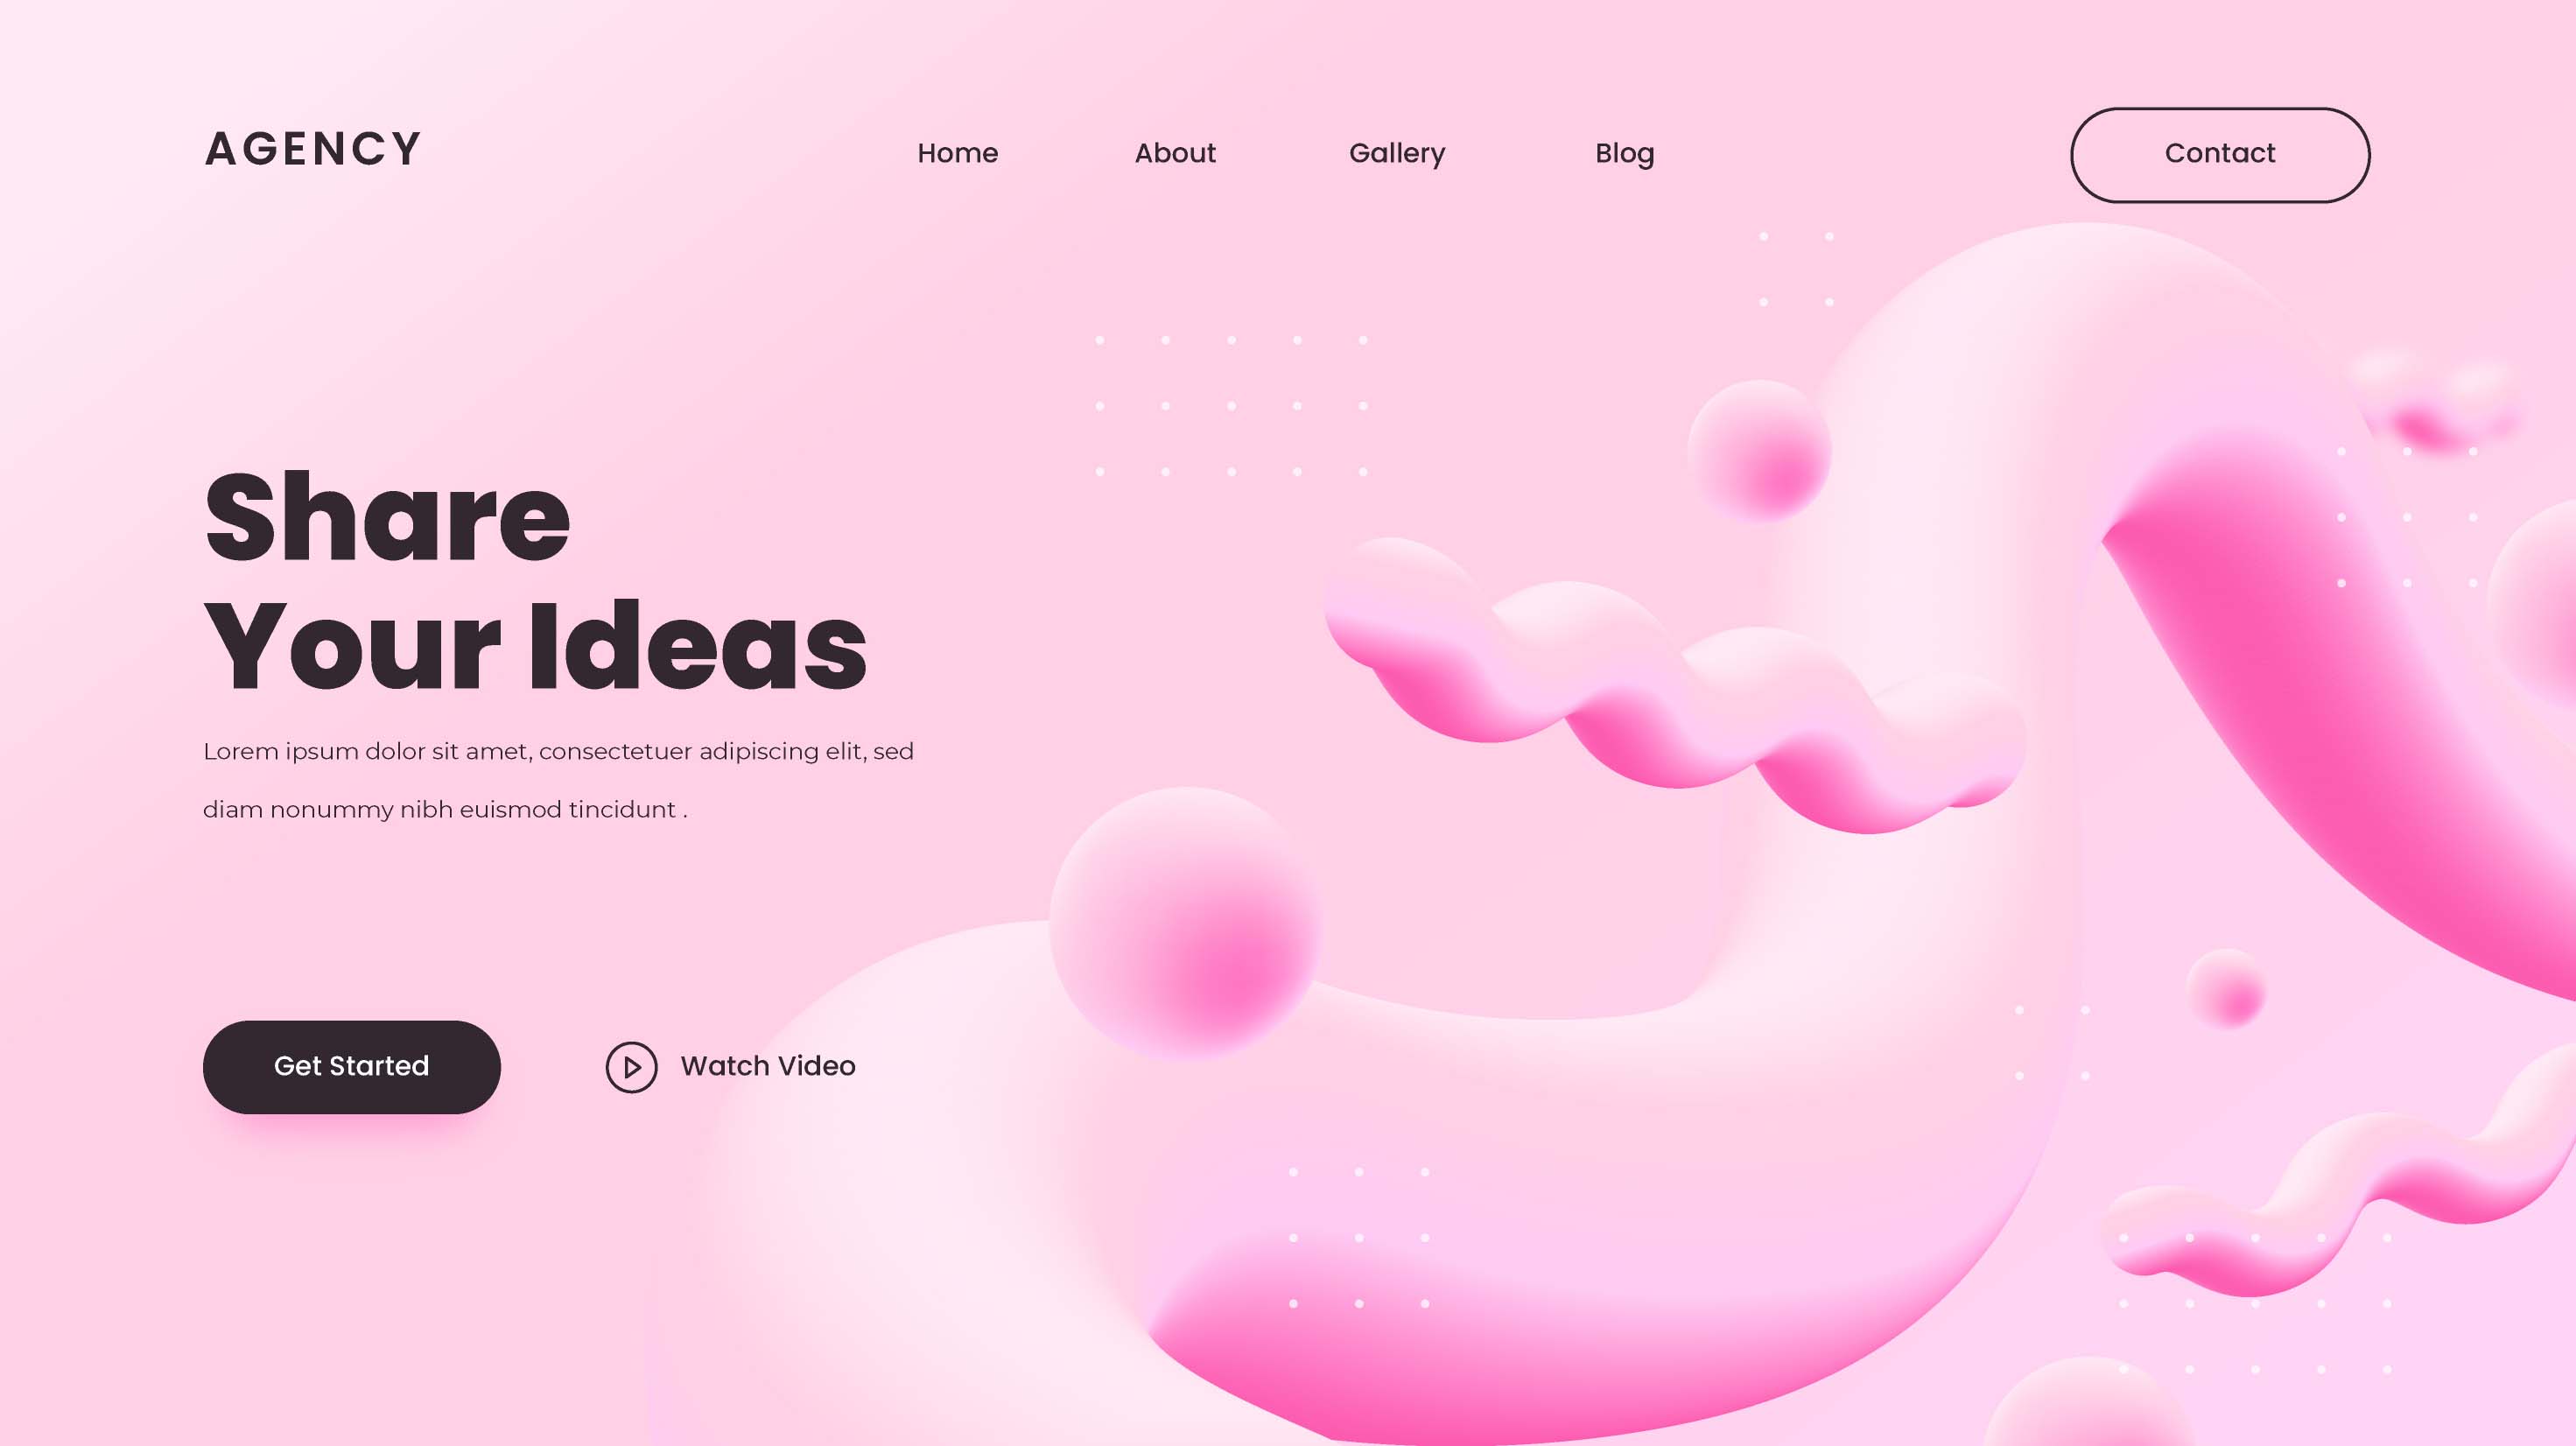 AGENCY
Home
About
Gallery
Blog
Contact
Share
Your Ideas
Lorem ipsum dolor sit amet, consectetuer adipiscing elit, sed
diam nonummy nibh euismod tincidunt .
Get Started
Watch Video